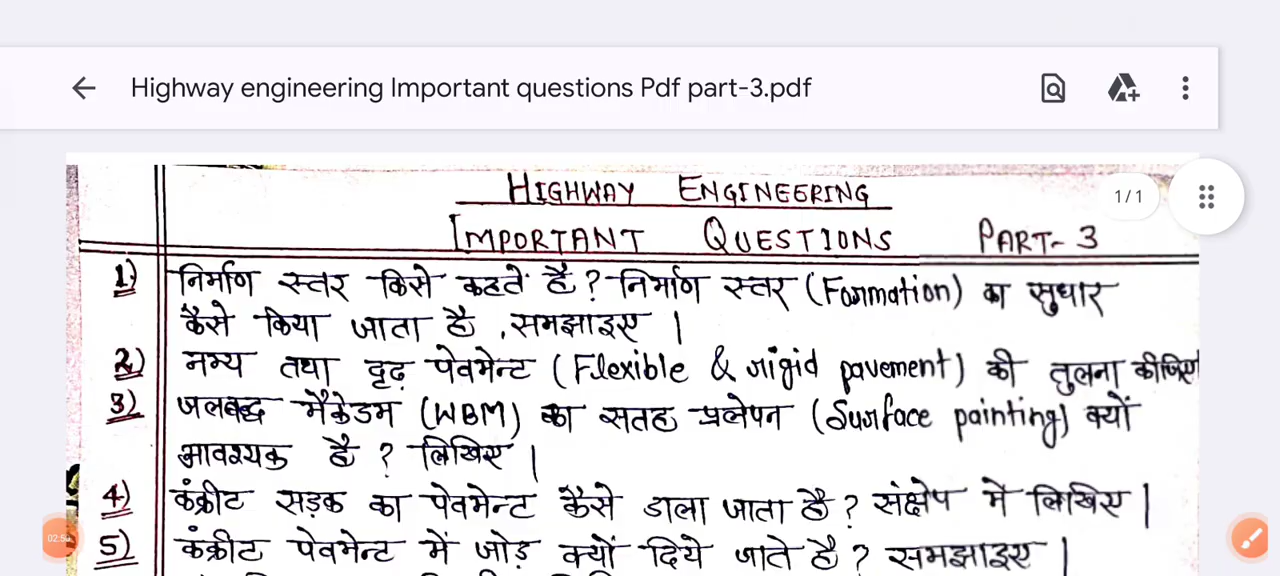 Highway engineering Important questions Pdf part-3.pdf
1/1
HIGHWAY ENGINEERING
IMPORTANT QUESTIONS PART-3
1) निर्माण स्तर किसे कहते है? निर्माण स्तर (Formation) का सुधार
कैसे किया जाता है, समझाइए |
2) नम्य तथा दृढ़ पेवमेन्ट (Flexible & rigid pavement) की तुलना कीजिए
3) जलबद्ध मैकेडम (WBM) का सतह प्रलेपन (Surface painting) क्यों
आवश्यक है? लिखिए |
4) कंक्रीट सड़क का पेवमेन्ट कैसे डाला जाता है? संक्षेप में लिखिए |
02:50
5) कंक्रीट पेवमेन्ट में जोड़ क्यों दिये जाते है? समझाइए |